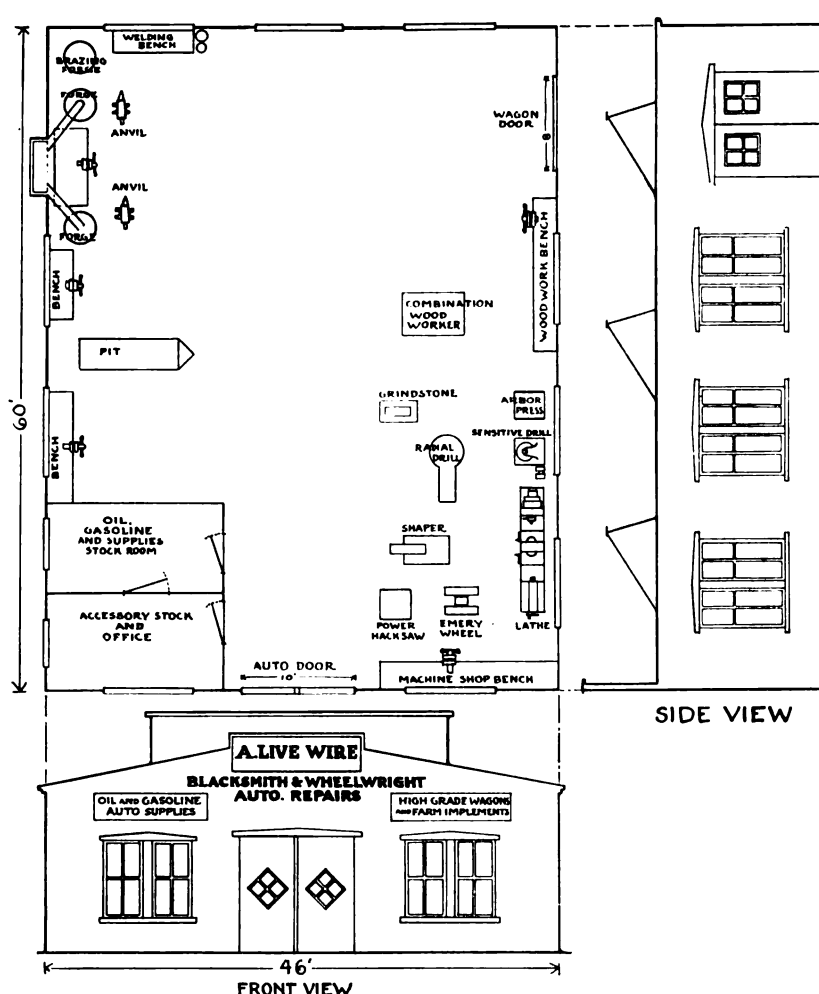 WELDING
BENCH
BRAZING
FORGE
FORGE
ANVIL
WAGON
DOOR
8
ANVIL
FORGE
BENCH
WOOD WORK BENCH
COMBINATION
WOOD
WORKER
PIT
60'
GRINDSTONE
ARBOR
PRESS
SENSITIVE DRILL
RADIAL
DRILL
BENCH
OIL,
GASOLINE
AND SUPPLIES
STOCK ROOM
SHAPER
ACCESSORY STOCK
AND
OFFICE
POWER
HACKSAW
EMERY
WHEEL
LATHE
AUTO DOOR
10'
MACHINE SHOP BENCH
SIDE VIEW
A. LIVE WIRE
BLACKSMITH & WHEELWRIGHT
AUTO. REPAIRS
OIL AND GASOLINE
AUTO SUPPLIES
HIGH GRADE WAGONS
AND FARM IMPLEMENTS
46'
FRONT VIEW